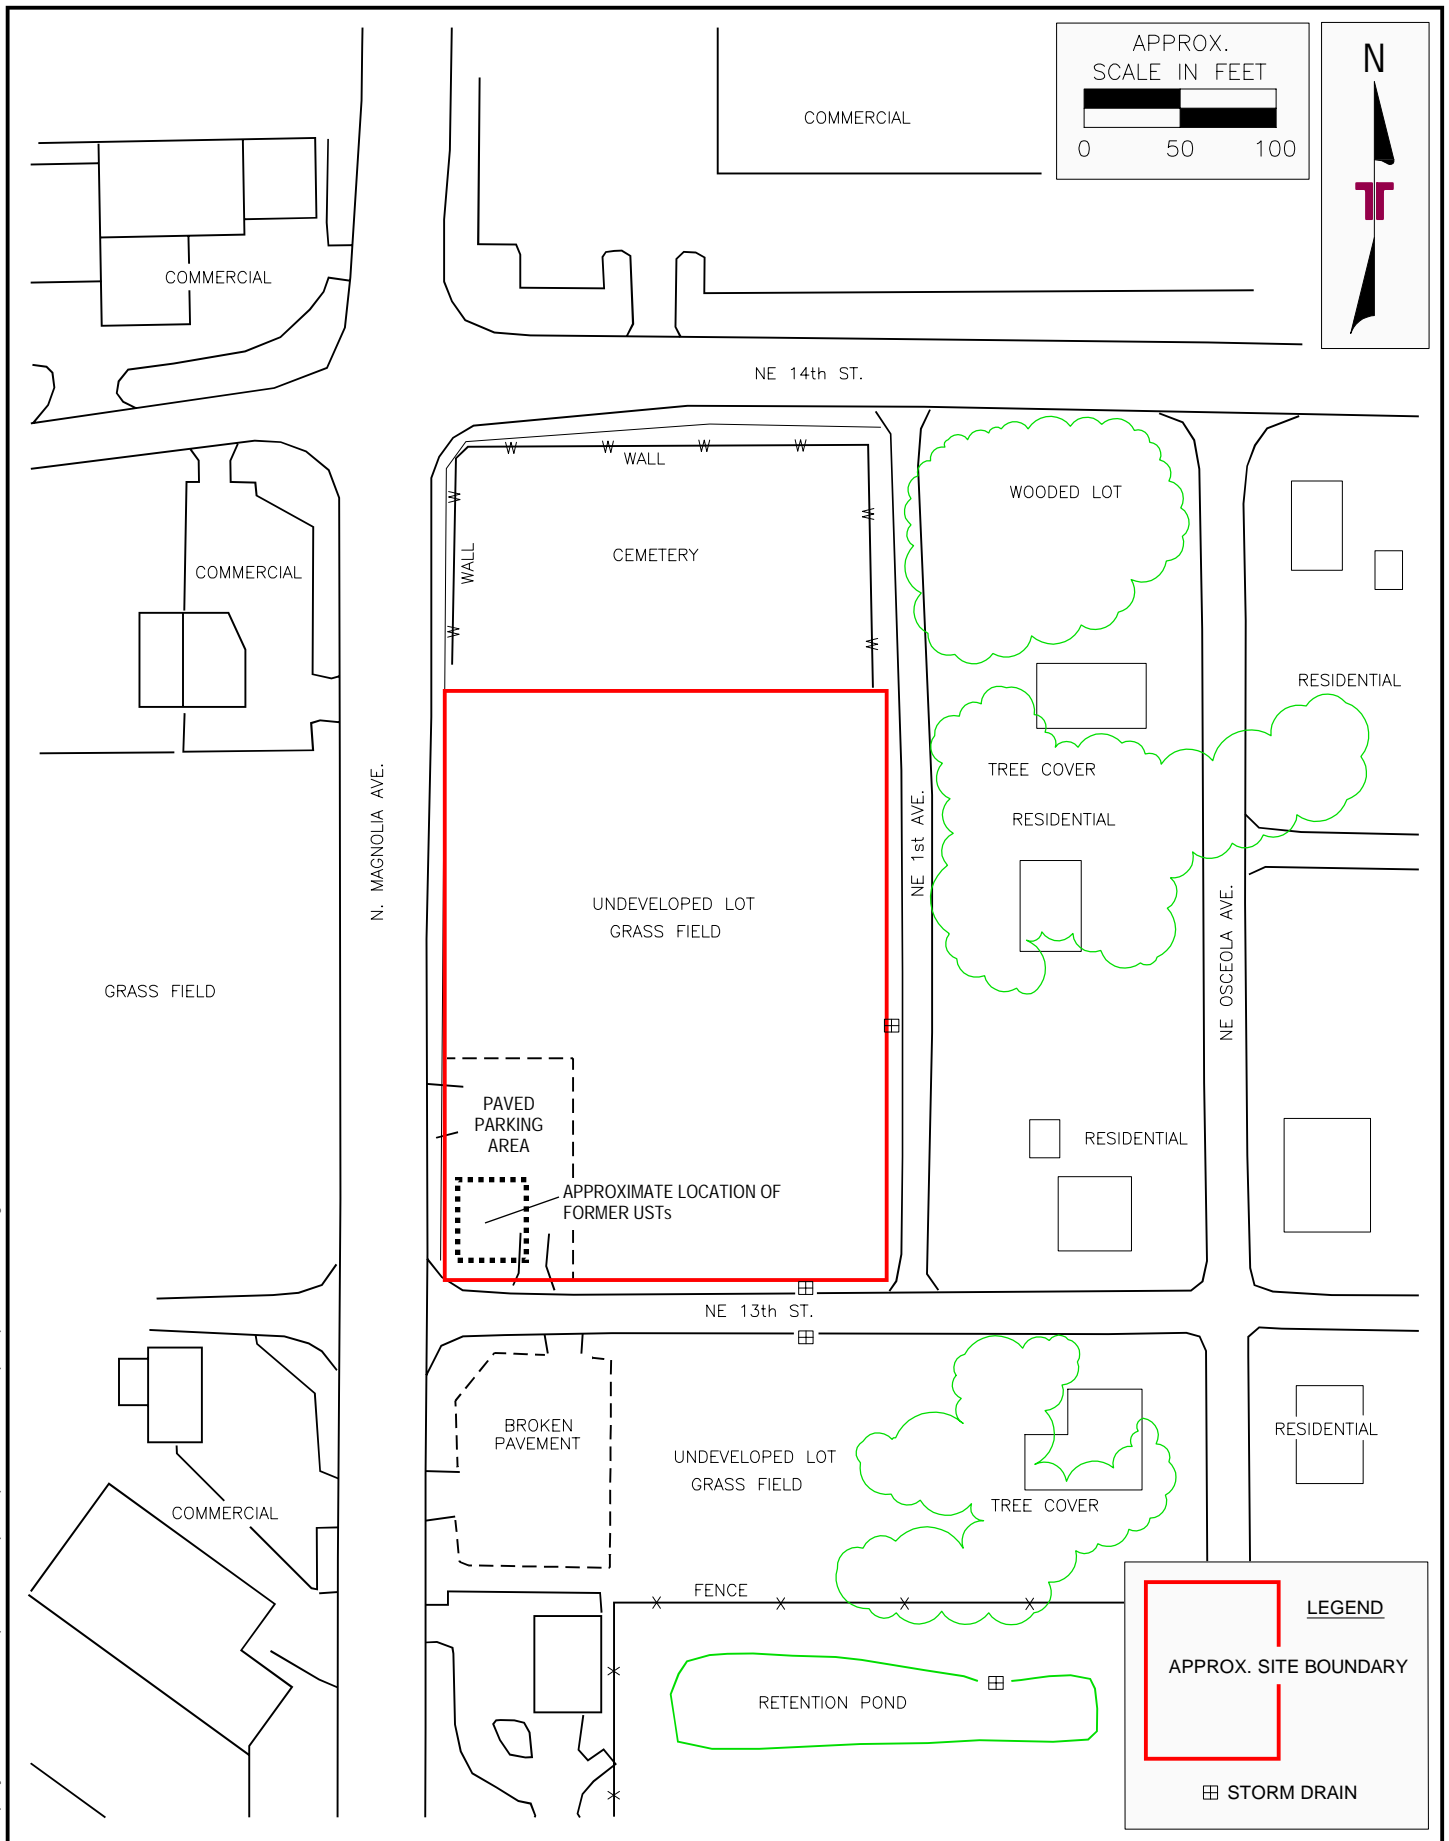 APPROX.
SCALE IN FEET
0 50 100
N
COMMERCIAL
COMMERCIAL
NE 14th ST.
W W W W
WALL
W
W
WOODED LOT
CEMETERY
WALL
COMMERCIAL
W
W
RESIDENTIAL
TREE COVER
RESIDENTIAL
N. MAGNOLIA AVE.
NE 1st AVE.
UNDEVELOPED LOT
GRASS FIELD
NE OSCEOLA AVE.
GRASS FIELD
PAVED
PARKING
AREA
RESIDENTIAL
APPROXIMATE LOCATION OF
FORMER USTs
NE 13th ST.
BROKEN
PAVEMENT
RESIDENTIAL
UNDEVELOPED LOT
GRASS FIELD
TREE COVER
COMMERCIAL
FENCE
X X X X
X
X
RETENTION POND
LEGEND
APPROX. SITE BOUNDARY
STORM DRAIN